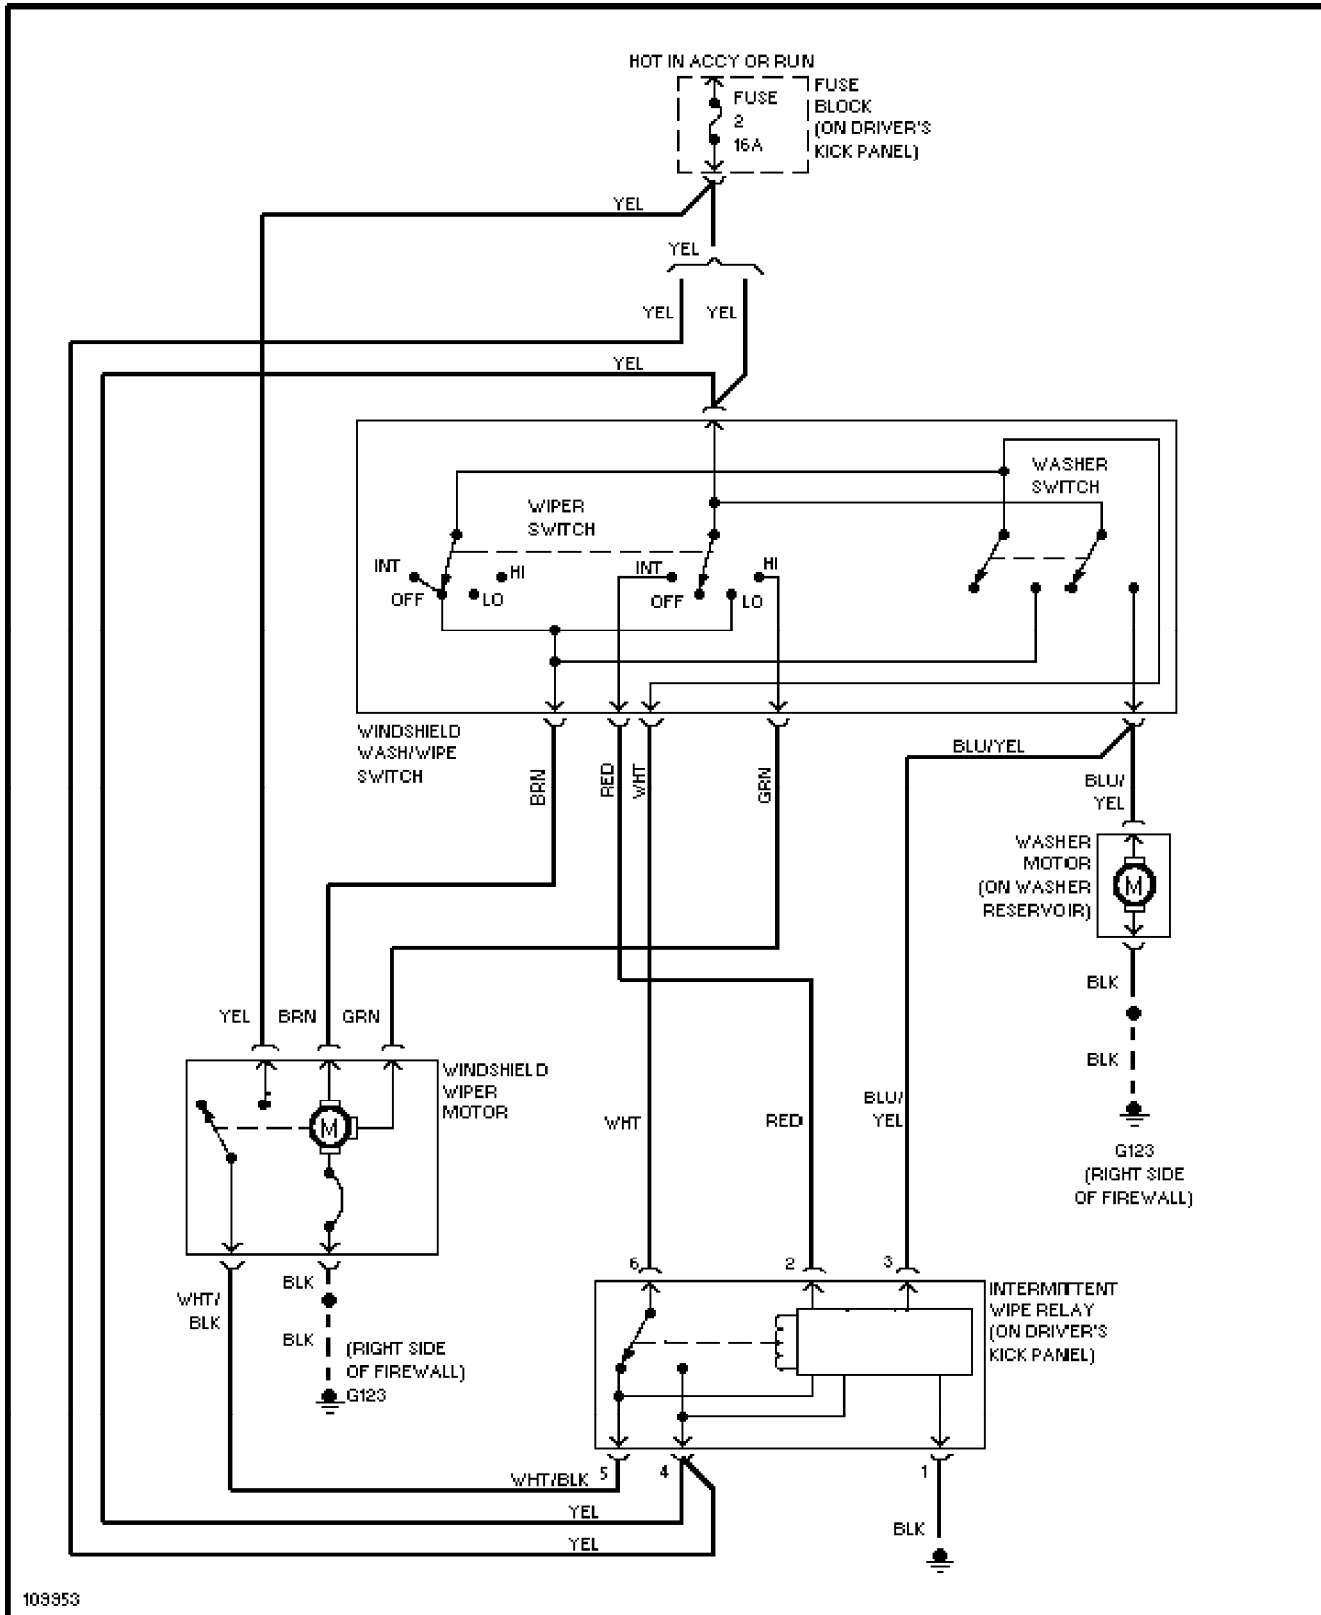 HOT IN ACCY OR RUN
FUSE
2
16A
FUSE
BLOCK
(ON DRIVER'S
KICK PANEL)
YEL
YEL
YEL
YEL
YEL
WASHER
SWITCH
WIPER
SWITCH
INT
HI
OFF
LO
INT
HI
OFF
LO
WINDSHIELD
WASH/WIPE
SWITCH
BRN
RED
WHT
GRN
BLU/YEL
BLU/
YEL
WASHER
MOTOR
(ON WASHER
RESERVOIR)
M
BLK
BLK
G123
(RIGHT SIDE
OF FIREWALL)
YEL
BRN
GRN
WINDSHIELD
WIPER
MOTOR
M
WHT
RED
BLU/
YEL
WHT/
BLK
BLK
BLK
(RIGHT SIDE
OF FIREWALL)
G123
6
2
3
INTERMITTENT
WIPE RELAY
(ON DRIVER'S
KICK PANEL)
WHT/BLK
5
4
1
YEL
YEL
BLK
109953